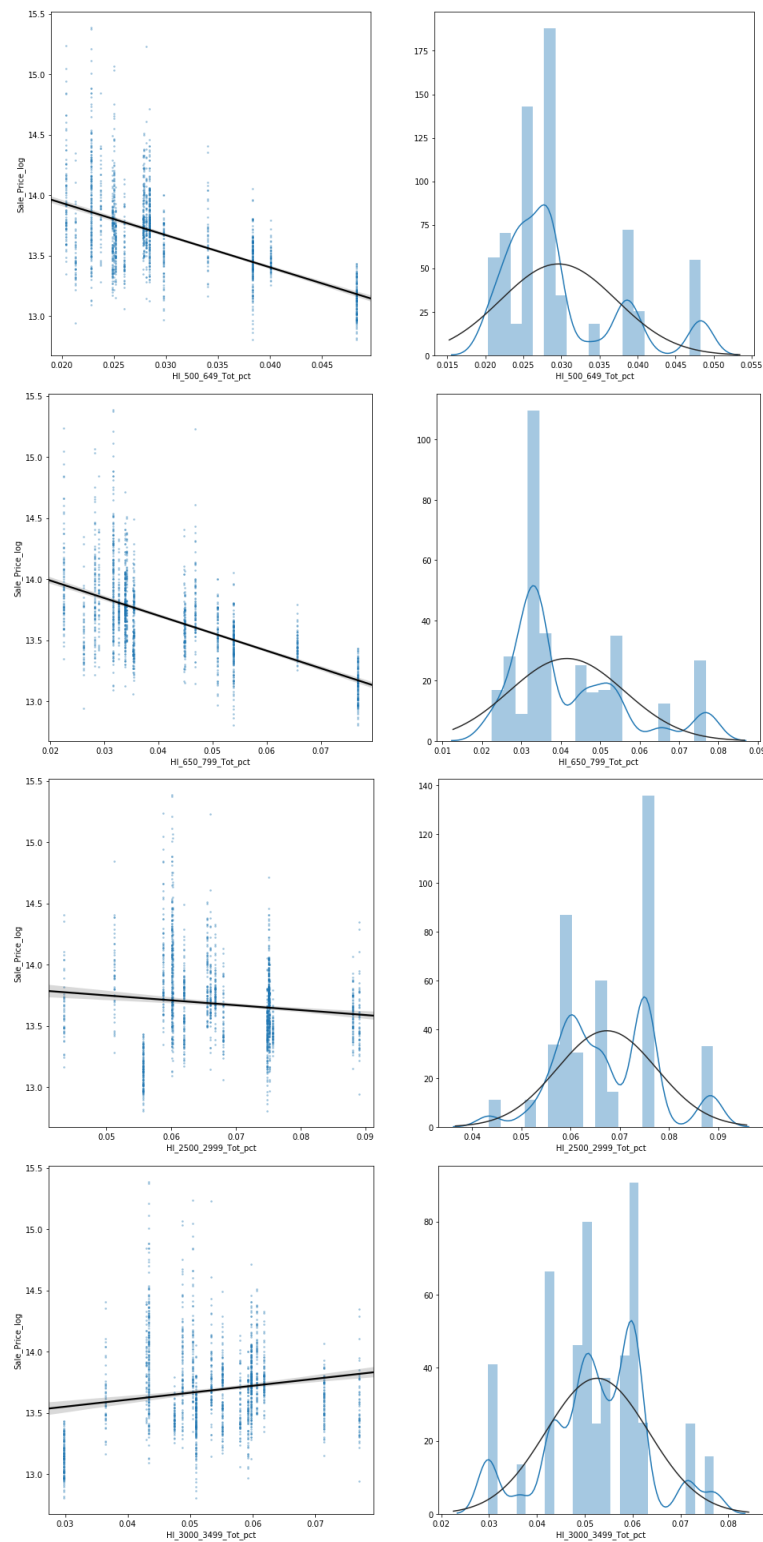 15.5
15.0
14.5
14.0
13.5
13.0
Sale_Price_log
0.020 0.025 0.030 0.035 0.040 0.045
HI_500_649_Tot_pct
175
150
125
100
75
50
25
0
0.015 0.020 0.025 0.030 0.035 0.040 0.045 0.050 0.055
HI_500_649_Tot_pct
15.5
15.0
14.5
14.0
13.5
13.0
Sale_Price_log
0.02 0.03 0.04 0.05 0.06 0.07
HI_650_799_Tot_pct
100
80
60
40
20
0
0.01 0.02 0.03 0.04 0.05 0.06 0.07 0.08 0.09
HI_650_799_Tot_pct
15.5
15.0
14.5
14.0
13.5
13.0
Sale_Price_log
0.05 0.06 0.07 0.08 0.09
HI_2500_2999_Tot_pct
140
120
100
80
60
40
20
0
0.04 0.05 0.06 0.07 0.08 0.09
HI_2500_2999_Tot_pct
15.5
15.0
14.5
14.0
13.5
13.0
Sale_Price_log
0.03 0.04 0.05 0.06 0.07
HI_3000_3499_Tot_pct
80
60
40
20
0
0.02 0.03 0.04 0.05 0.06 0.07 0.08
HI_3000_3499_Tot_pct